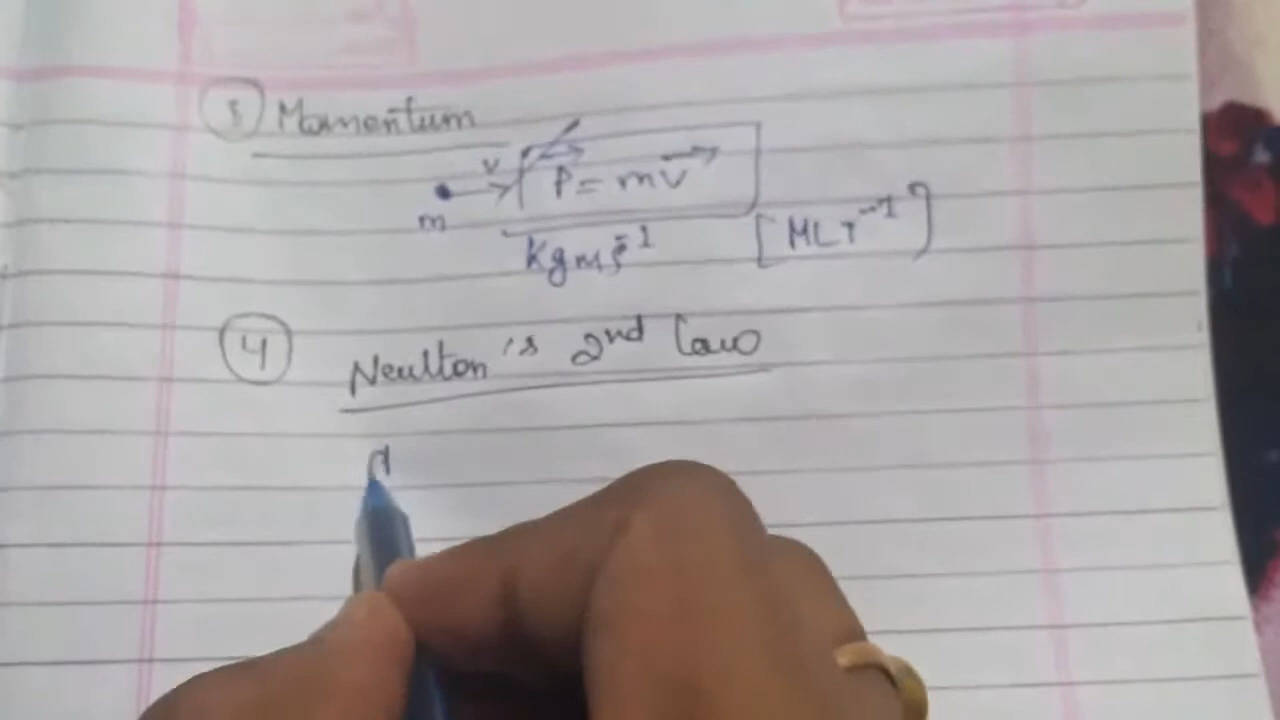 3 Momentum
v
P = mv
m
Kgms⁻¹ [MLT⁻¹]
4 Newton's 2nd law
d